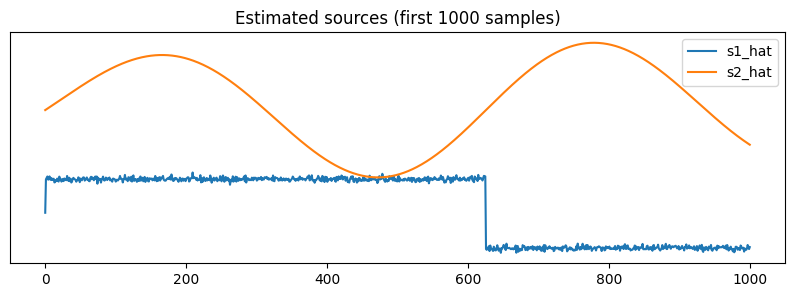 Estimated sources (first 1000 samples)
s1_hat
s2_hat
0 200 400 600 800 1000